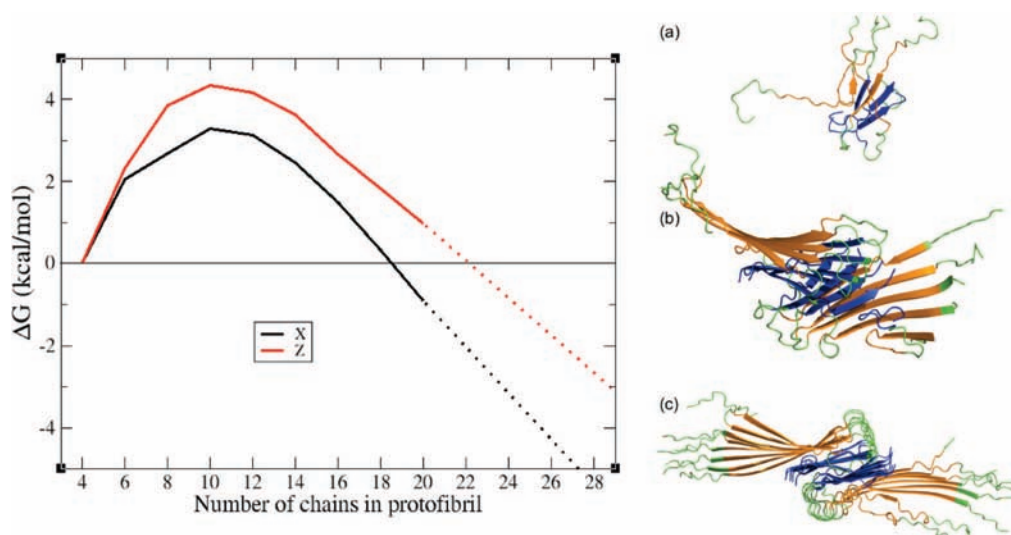 4
2
0
-2
-4
ΔG (kcal/mol)
X
Z
4 6 8 10 12 14 16 18 20 22 24 26 28
Number of chains in protofibril
(a)
(b)
(c)